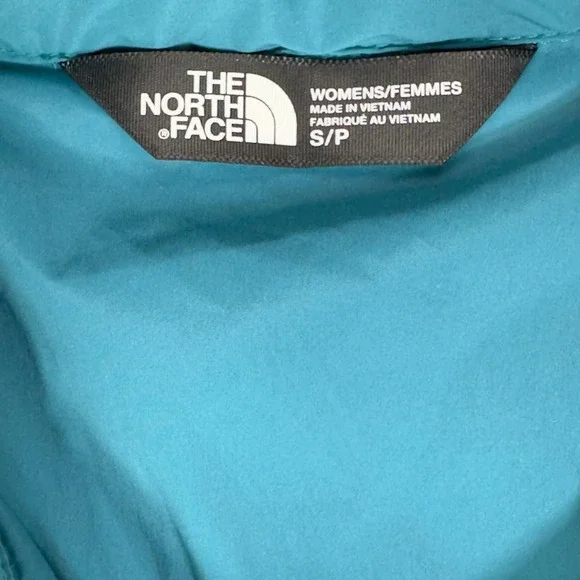 THE
NORTH
®FACE
WOMENS/FEMMES
MADE IN VIETNAM
FABRIQUÉ AU VIETNAM
S/P